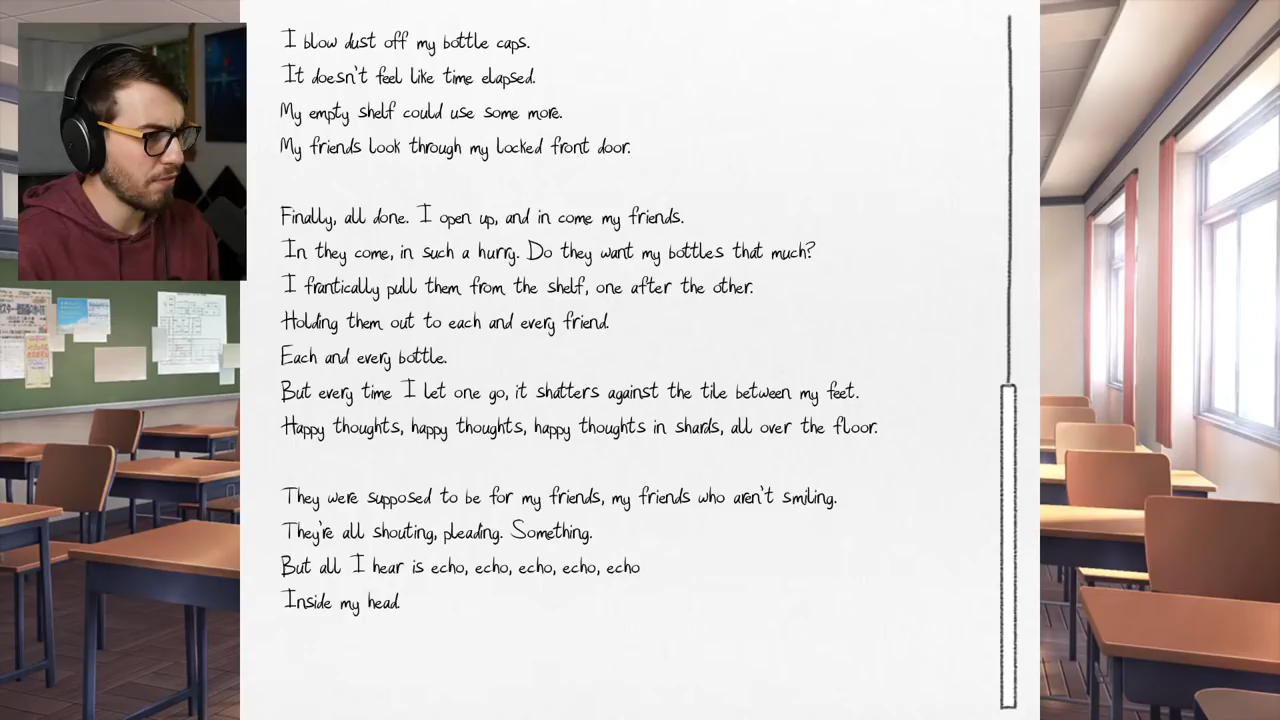 I blow dust off my bottle caps.
It doesn't feel like time elapsed.
My empty shelf could use some more.
My friends look through my locked front door.
Finally, all done. I open up, and in come my friends.
In they come, in such a hurry. Do they want my bottles that much?
I frantically pull them from the shelf, one after the other.
Holding them out to each and every friend.
Each and every bottle.
But every time I let one go, it shatters against the tile between my feet.
Happy thoughts, happy thoughts, happy thoughts in shards, all over the floor.
They were supposed to be for my friends, my friends who aren't smiling.
They're all shouting, pleading. Something.
But all I hear is echo, echo, echo, echo, echo
Inside my head.